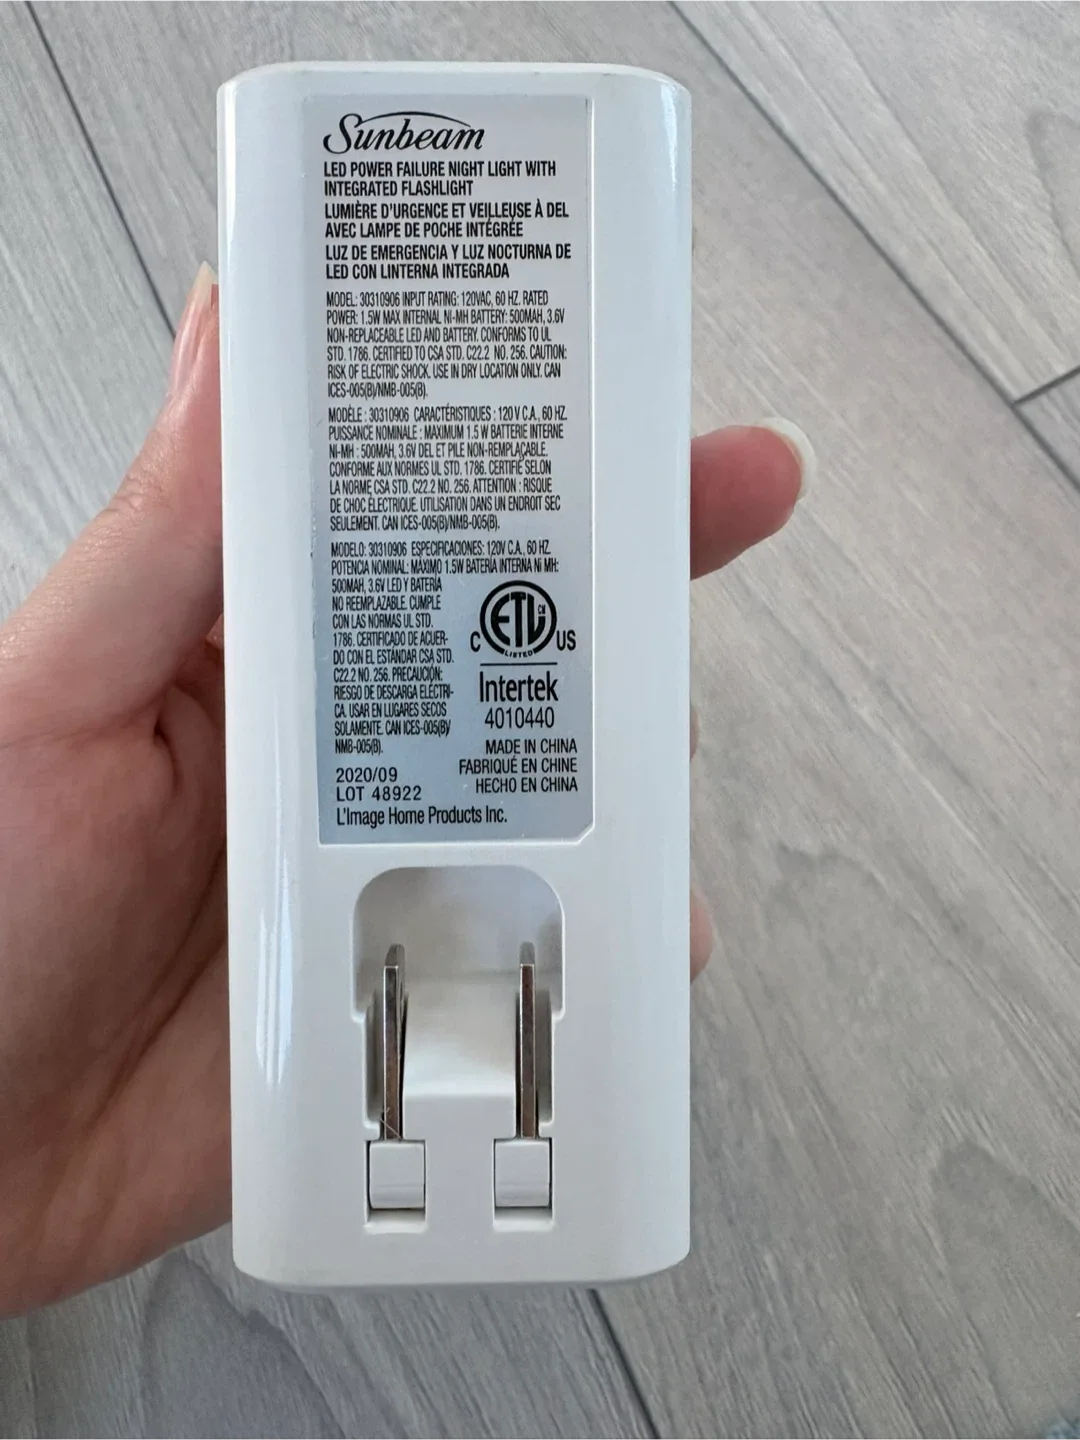 Sunbeam
LED POWER FAILURE NIGHT LIGHT WITH
INTEGRATED FLASHLIGHT
LUMIÈRE D'URGENCE ET VEILLEUSE À DEL
AVEC LAMPE DE POCHE INTÉGRÉE
LUZ DE EMERGENCIA Y LUZ NOCTURNA DE
LED CON LINTERNA INTEGRADA
MODEL: 30310906 INPUT RATING: 120VAC, 60 HZ. RATED
POWER: 1.5W MAX INTERNAL NI-MH BATTERY: 500MAH, 3.6V
NON-REPLACEABLE LED AND BATTERY. CONFORMS TO UL
STD. 1786. CERTIFIED TO CSA STD. C22.2 NO. 256. CAUTION:
RISK OF ELECTRIC SHOCK. USE IN DRY LOCATION ONLY. CAN
ICES-005(B)/NMB-005(B).
MODÈLE : 30310906 CARACTÉRISTIQUES : 120 V C.A., 60 HZ.
PUISSANCE NOMINALE : MAXIMUM 1.5 W BATTERIE INTERNE
NI-MH : 500MAH, 3.6V DEL ET PILE NON-REMPLAÇABLE.
CONFORME AUX NORMES UL STD. 1786. CERTIFIÉ SELON
LA NORME CSA STD. C22.2 NO. 256. ATTENTION : RISQUE
DE CHOC ÉLECTRIQUE. UTILISATION DANS UN ENDROIT SEC
SEULEMENT. CAN ICES-005(B)/NMB-005(B).
MODELO: 30310906 ESPECIFICACIONES: 120V C.A., 60 HZ.
POTENCIA NOMINAL: MÁXIMO 1.5W BATERÍA INTERNA Ni MH:
500MAH, 3.6V LED Y BATERÍA
NO REEMPLAZABLE. CUMPLE
CON LAS NORMAS UL STD.
1786. CERTIFICADO DE ACUER-
DO CON EL ESTÁNDAR CSA STD.
C22.2 NO. 256. PRECAUCIÓN:
RIESGO DE DESCARGA ELÉCTRI-
CA. USAR EN LUGARES SECOS
SOLAMENTE. CAN ICES-005(B)/
NMB-005(B).
ETL CM
LISTED
C US
Intertek
4010440
MADE IN CHINA
FABRIQUÉ EN CHINE
HECHO EN CHINA
2020/09
LOT 48922
L'Image Home Products Inc.